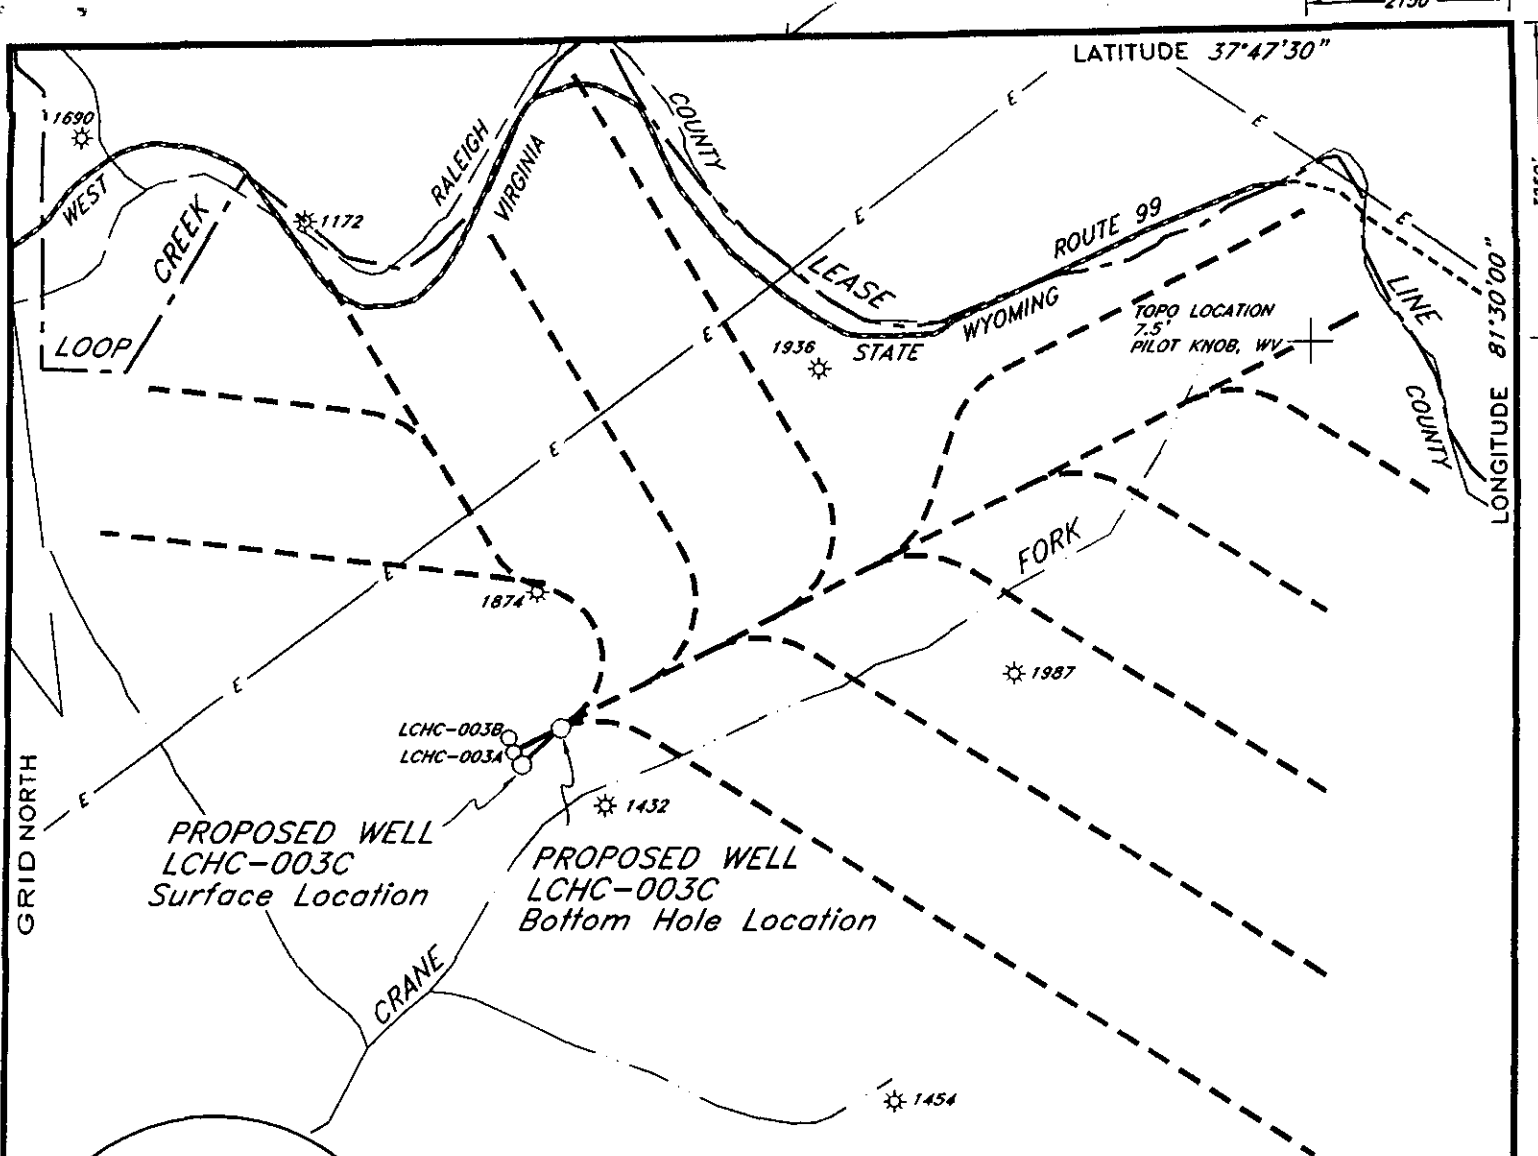 2150'
LATITUDE 37°47'30"
1690
COUNTY
RALEIGH
E
E
VIRGINIA
WEST
1172
CREEK
ROUTE 99
E
E
LEASE
LINE
WYOMING
TOPO LOCATION
7.5'
PILOT KNOB, WV
LONGITUDE 81°30'00"
LOOP
E
1936
STATE
COUNTY
E
FORK
E
1874
1987
E
LCHC-003B
LCHC-003A
E
1432
GRID NORTH
PROPOSED WELL
LCHC-003C
Surface Location
PROPOSED WELL
LCHC-003C
Bottom Hole Location
CRANE
1454